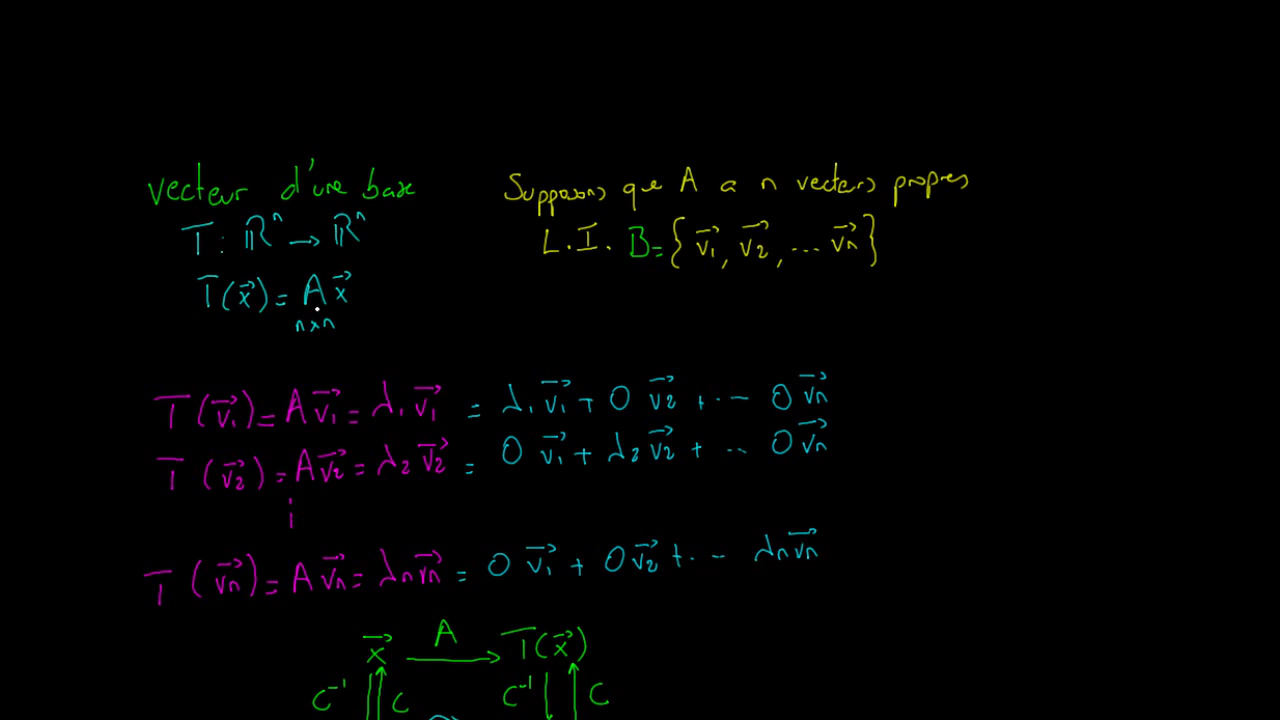 vecteur d'une base
T: ℝⁿ → ℝⁿ
T(x⃗) = A x⃗
n×n
Supposons que A a n vecteurs propres
L.I. B = {v⃗₁, v⃗₂, ... v⃗n}
T(v⃗₁) = Av⃗₁ = λ₁v⃗₁ = λ₁v⃗₁ + 0 v⃗₂ + ... 0 v⃗n
T(v⃗₂) = Av⃗₂ = λ₂v⃗₂ = 0 v⃗₁ + λ₂v⃗₂ + ... 0 v⃗n
T(v⃗n) = Av⃗n = λnv⃗n = 0 v⃗₁ + 0v⃗₂ + ... λnv⃗n
A
x⃗ → T(x⃗)
C⁻¹ C C⁻¹ C